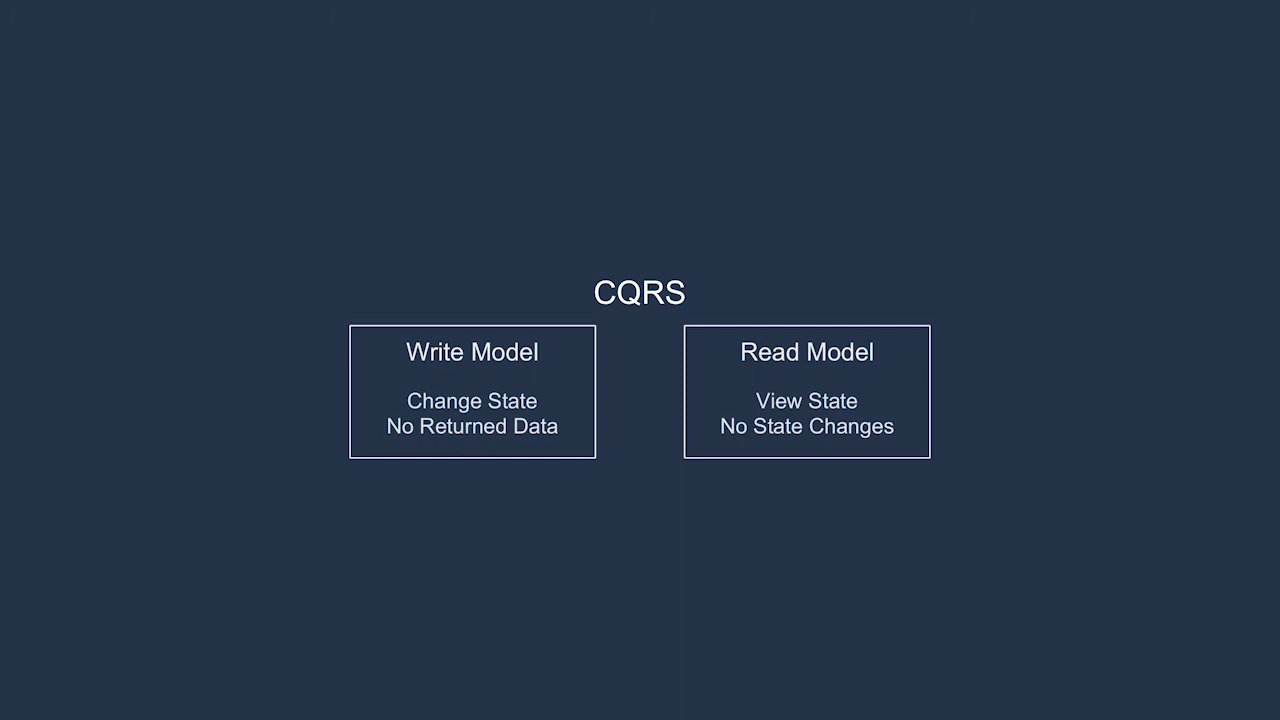 CQRS
Write Model
Change State
No Returned Data
Read Model
View State
No State Changes